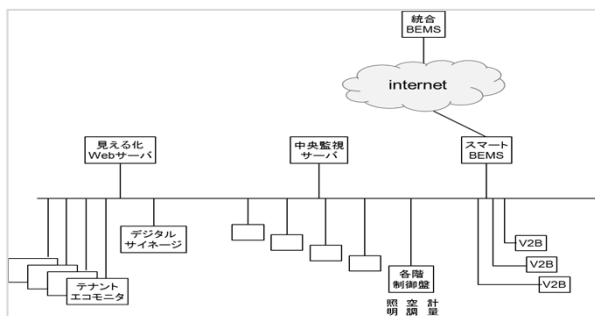 統合
BEMS
internet
見える化
Webサーバ
中央監視
サーバ
スマート
BEMS
デジタル
サイネージ
テナント
エコモニタ
各階
制御盤
照明
空調
計量
V2B
V2B
V2B